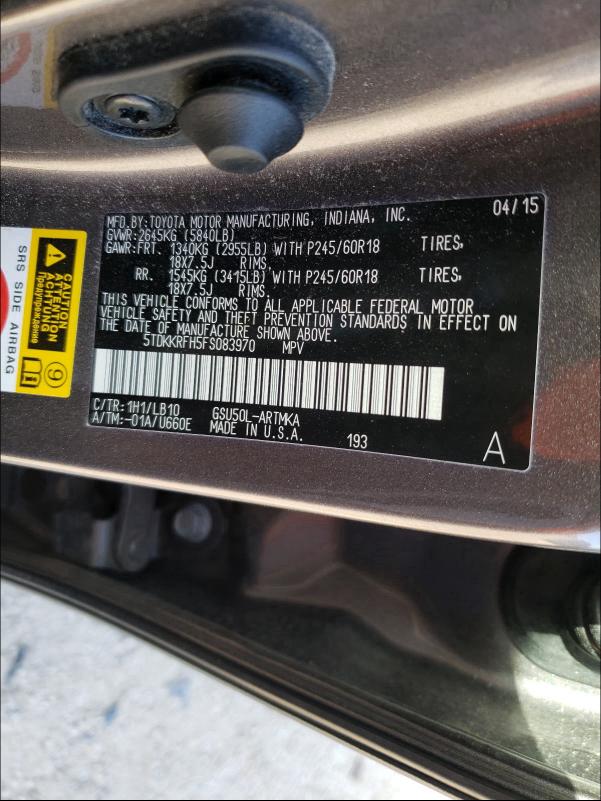 MFD.BY:TOYOTA MOTOR MANUFACTURING, INDIANA, INC. 04/15
GVWR:2645KG (5840LB)
GAWR:FRT. 1340KG (2955LB) WITH P245/60R18 TIRES,
18X7.5J RIMS.
RR. 1545KG (3415LB) WITH P245/60R18 TIRES,
18X7.5J RIMS.
THIS VEHICLE CONFORMS TO ALL APPLICABLE FEDERAL MOTOR
VEHICLE SAFETY AND THEFT PREVENTION STANDARDS IN EFFECT ON
THE DATE OF MANUFACTURE SHOWN ABOVE.
5TDKKRFH5FS083970 MPV
C/TR:1H1/LB10 GSU50L-ARTMKA
A/TM:-01A/U660E MADE IN U.S.A. 193
A
SRS SIDE AIRBAG
CAUTION
ATTENTION
ACHTUNG
Предупреждение
9